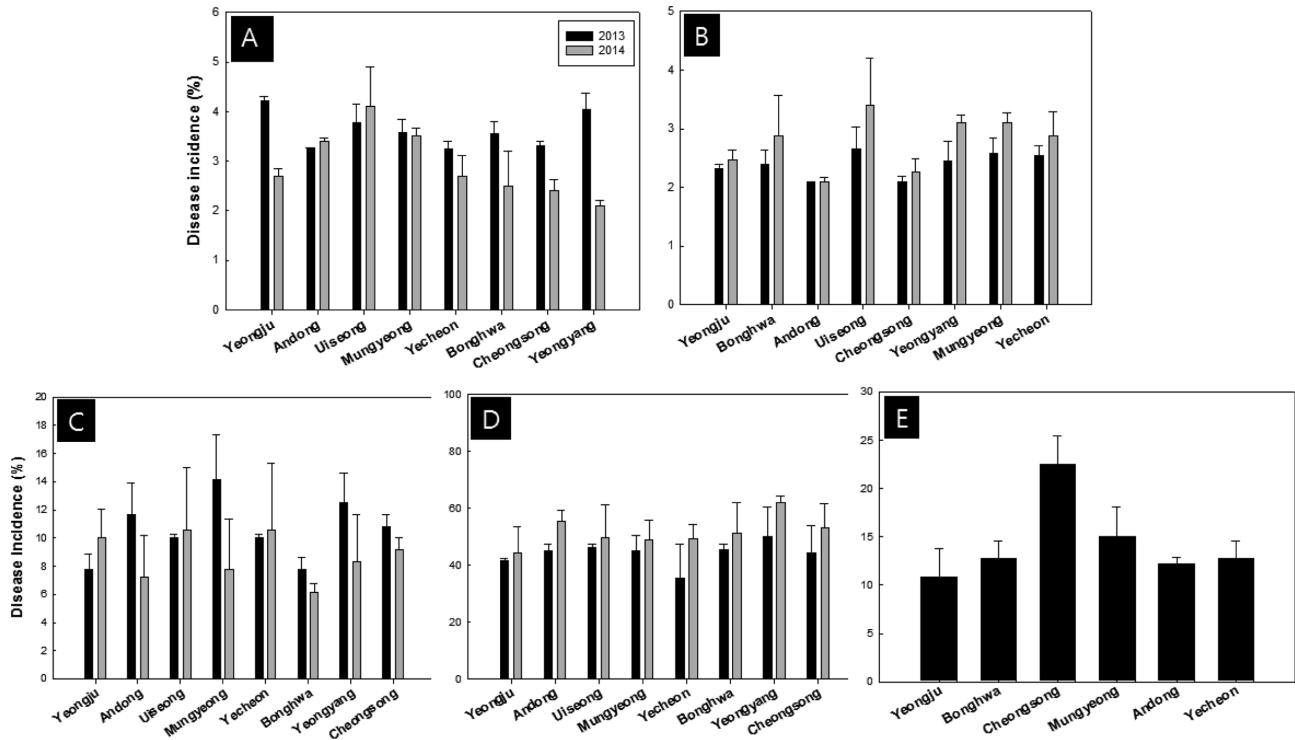 A
2013
2014
Disease incidence (%)
6
5
4
3
2
1
0
Yeongju
Andong
Uiseong
Mungyeong
Yecheon
Bonghwa
Cheongsong
Yeongyang
B
5
4
3
2
1
0
Yeongju
Bonghwa
Andong
Uiseong
Cheongsong
Yeongyang
Mungyeong
Yecheon
C
Disease Incidence (%)
20
18
16
14
12
10
8
6
4
2
0
Yeongju
Andong
Uiseong
Mungyeong
Yecheon
Bonghwa
Yeongyang
Cheongsong
D
100
80
60
40
20
0
Yeongju
Andong
Uiseong
Mungyeong
Yecheon
Bonghwa
Yeongyang
Cheongsong
E
30
25
20
15
10
5
0
Yeongju
Bonghwa
Cheongsong
Mungyeong
Andong
Yecheon